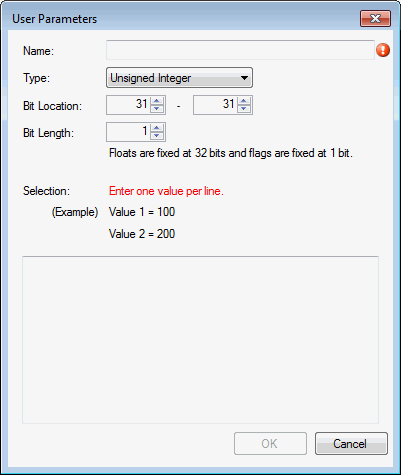 User Parameters
Name:
Type: Unsigned Integer
Bit Location: 31 - 31
Bit Length: 1
Floats are fixed at 32 bits and flags are fixed at 1 bit.
Selection: Enter one value per line.
(Example) Value 1 = 100
Value 2 = 200
OK Cancel